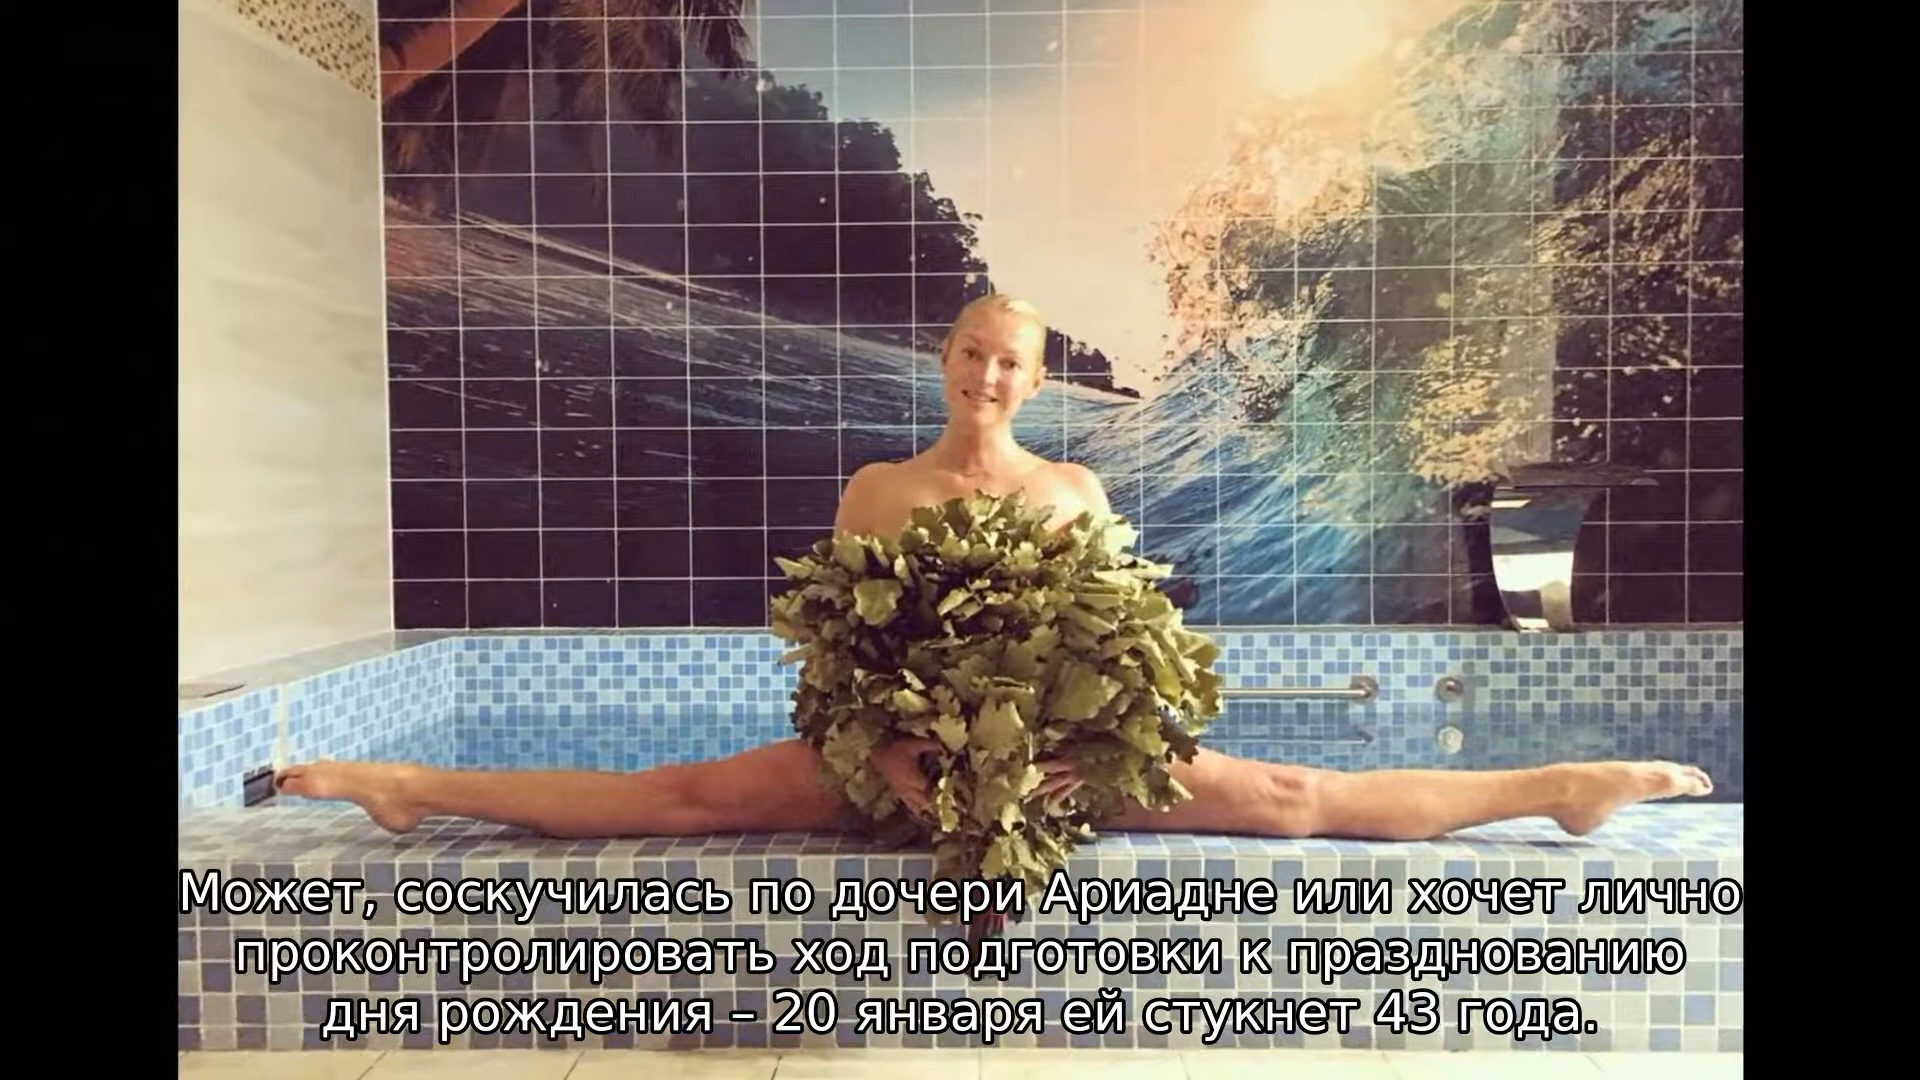 Может, соскучилась по дочери Ариадне или хочет лично
проконтролировать ход подготовки к празднованию
дня рождения – 20 января ей стукнет 43 года.